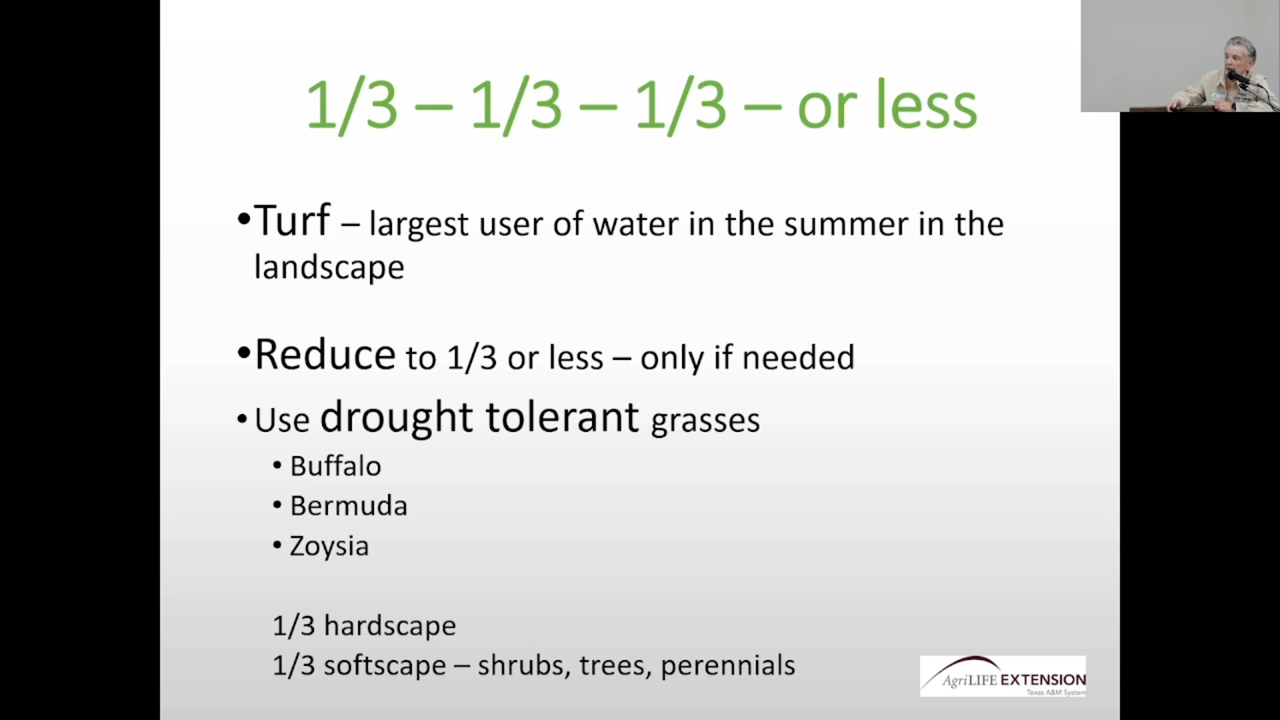 1/3 – 1/3 – 1/3 – or less
•Turf – largest user of water in the summer in the
landscape
•Reduce to 1/3 or less – only if needed
• Use drought tolerant grasses
• Buffalo
• Bermuda
• Zoysia
1/3 hardscape
1/3 softscape – shrubs, trees, perennials
AgriLIFE EXTENSION
Texas A&M System